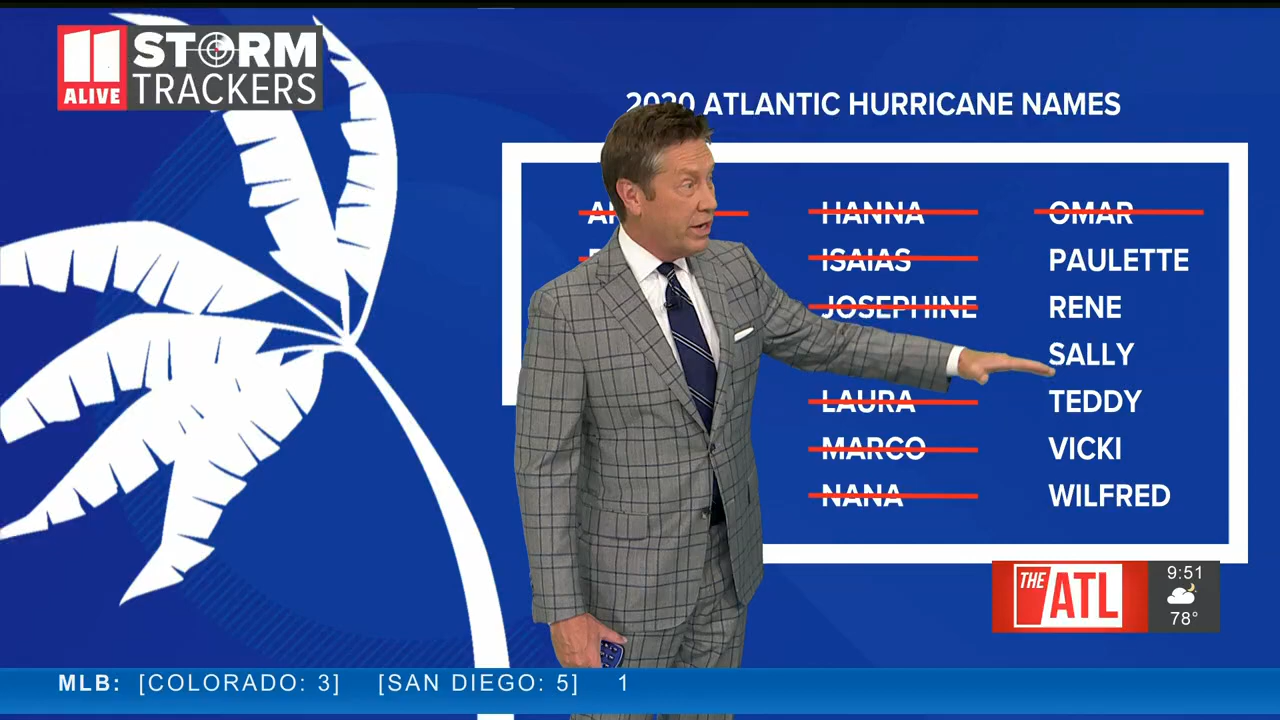 11 ALIVE
STORM TRACKERS
2020 ATLANTIC HURRICANE NAMES
HANNA
ISAIAS
JOSEPHINE
LAURA
MARCO
NANA
OMAR
PAULETTE
RENE
SALLY
TEDDY
VICKI
WILFRED
THE ATL
9:51
78°
MLB: [COLORADO: 3] [SAN DIEGO: 5] 1